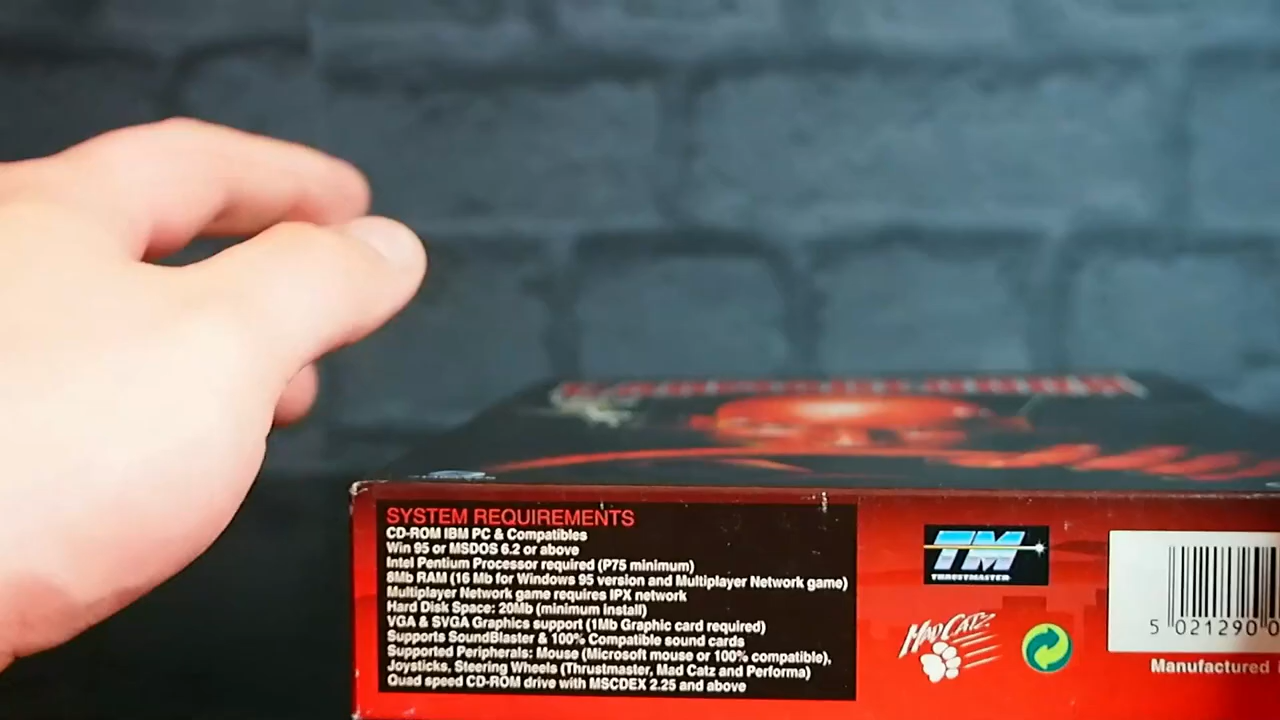 SYSTEM REQUIREMENTS
CD-ROM IBM PC & Compatibles
Win 95 or MSDOS 6.2 or above
Intel Pentium Processor required (P75 minimum)
8Mb RAM (16 Mb for Windows 95 version and Multiplayer Network game)
Multiplayer Network game requires IPX network
Hard Disk Space: 20Mb (minimum install)
VGA & SVGA Graphics support (1Mb Graphic card required)
Supports SoundBlaster & 100% Compatible sound cards
Supported Peripherals: Mouse (Microsoft mouse or 100% compatible),
Joysticks, Steering Wheels (Thrustmaster, Mad Catz and Performa)
Quad speed CD-ROM drive with MSCDEX 2.25 and above
TM
THRUSTMASTER
MAD CATZ
5 021290 0
Manufactured